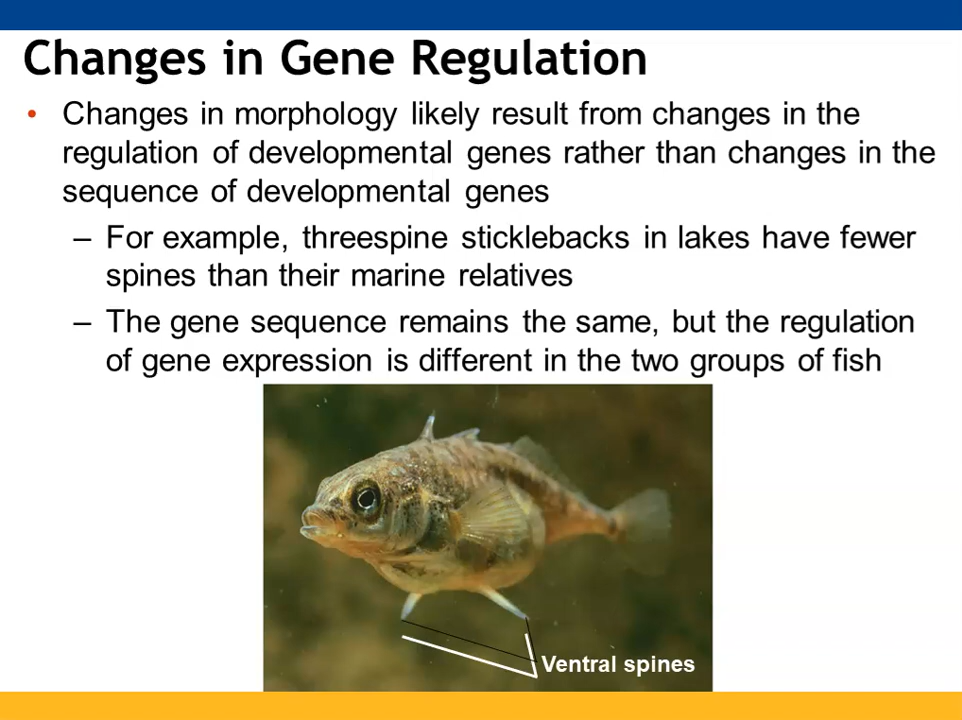 Changes in Gene Regulation
• Changes in morphology likely result from changes in the
regulation of developmental genes rather than changes in the
sequence of developmental genes
– For example, threespine sticklebacks in lakes have fewer
spines than their marine relatives
– The gene sequence remains the same, but the regulation
of gene expression is different in the two groups of fish
Ventral spines